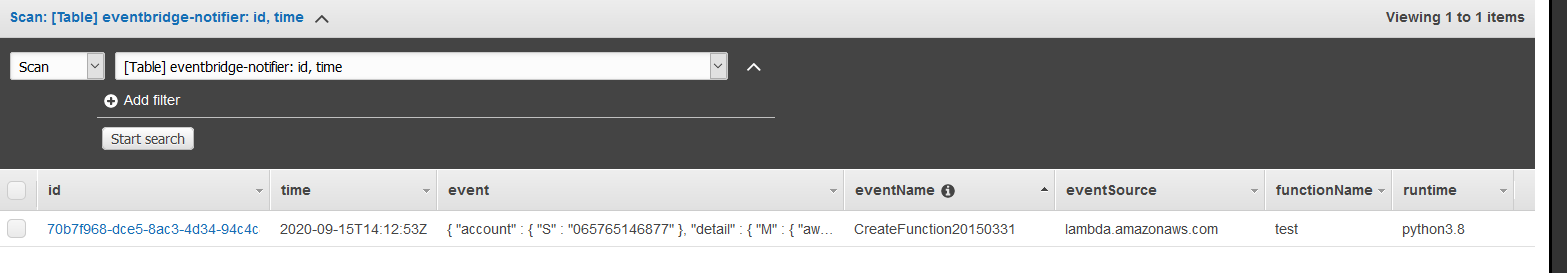 Scan: [Table] eventbridge-notifier: id, time
Viewing 1 to 1 items
Scan
[Table] eventbridge-notifier: id, time
Add filter
Start search
id time event eventName eventSource functionName runtime
70b7f968-dce5-8ac3-4d34-94c4c 2020-09-15T14:12:53Z { "account" : { "S" : "065765146877" }, "detail" : { "M" : { "aw... CreateFunction20150331 lambda.amazonaws.com test python3.8